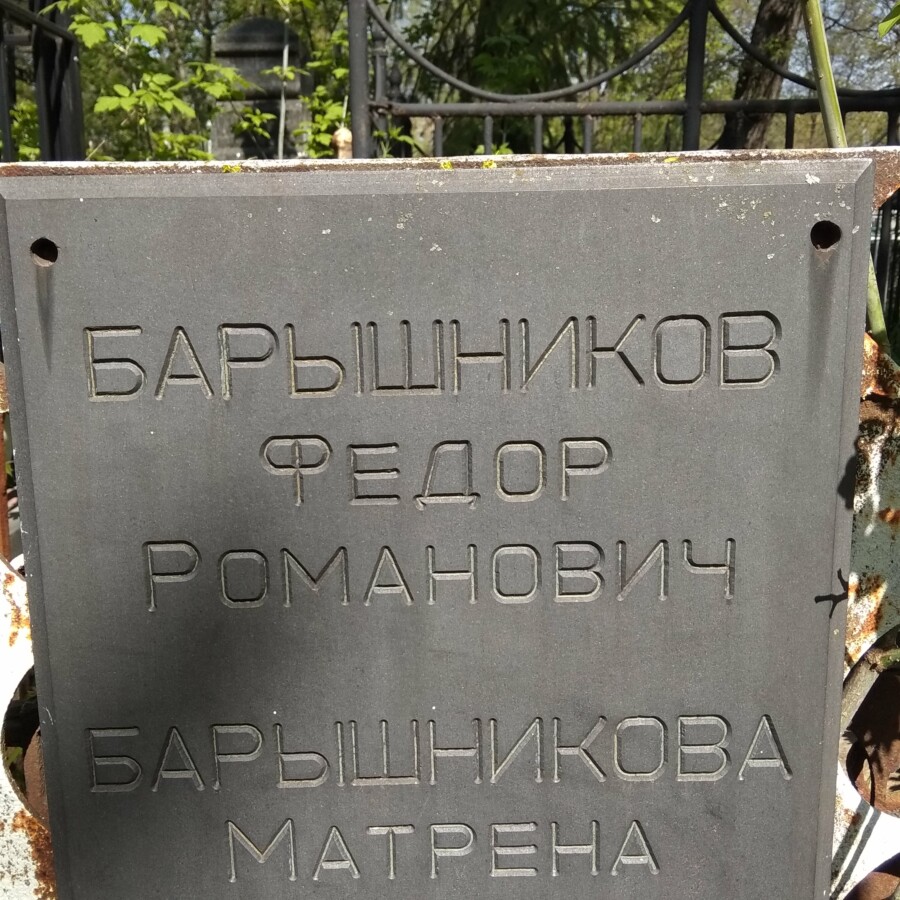 БАРЫШНИКОВ
ФЕДОР
РОМАНОВИЧ
БАРЫШНИКОВА
МАТРЕНА